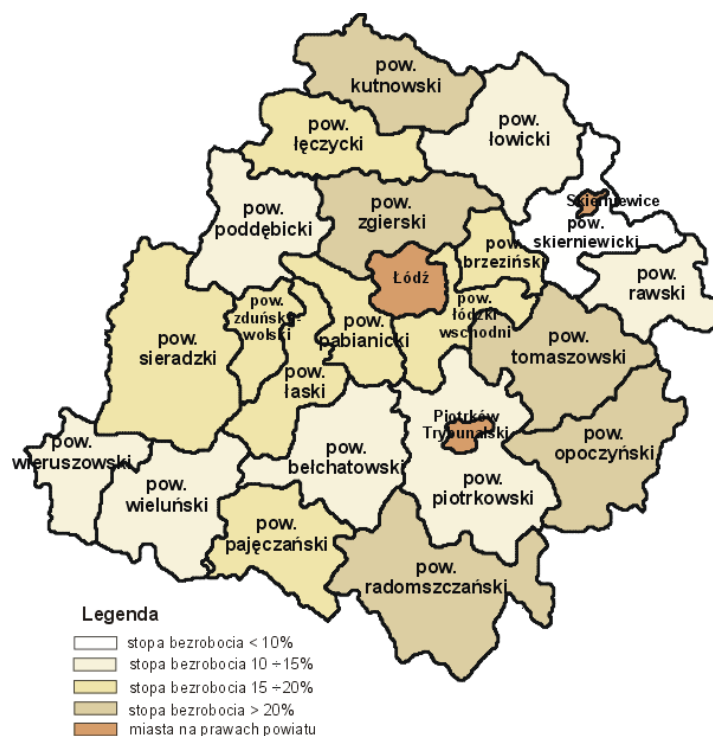 pow.
kutnowski
pow.
łowicki
pow.
łęczycki
Skierniewice
pow.
skierniewicki
pow.
zgierski
pow.
poddębicki
pow.
brzeziński
pow.
rawski
Łódź
pow.
zduńsko-
wolski
pow.
łódzki
wschodni
pow.
pabianicki
pow.
sieradzki
pow.
tomaszowski
pow.
łaski
Piotrków
Trybunalski
pow.
opoczyński
pow.
wieruszowski
pow.
bełchatowski
pow.
wieluński
pow.
piotrkowski
pow.
pajęczański
pow.
radomszczański
Legenda
stopa bezrobocia < 10%
stopa bezrobocia 10 ÷15%
stopa bezrobocia 15 ÷20%
stopa bezrobocia > 20%
miasta na prawach powiatu